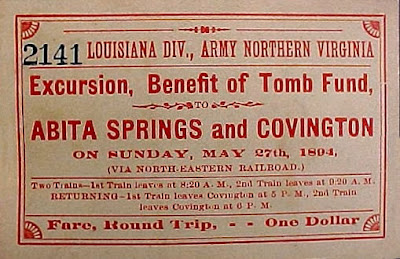 2141 LOUISIANA DIV., ARMY NORTHERN VIRGINIA
Excursion, Benefit of Tomb Fund,
TO
ABITA SPRINGS and COVINGTON
ON SUNDAY, MAY 27th, 1894,
(VIA NORTH-EASTERN RAILROAD.)
Two Trains—1st Train leaves at 8:20 A. M., 2nd Train leaves at 9:20 A. M.
RETURNING—1st Train leaves Covington at 5 P. M., 2nd Train
leaves Covington at 6 P. M.
Fare, Round Trip, - - One Dollar